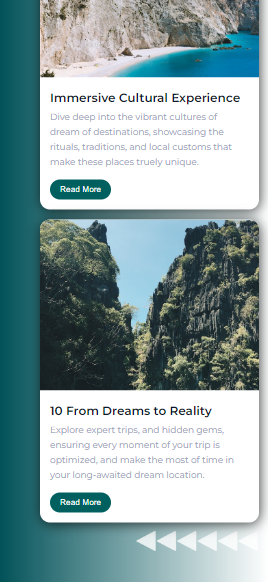 Immersive Cultural Experience
Dive deep into the vibrant cultures of
dream of destinations, showcasing the
rituals, traditions, and local customs that
make these places truely unique.
Read More
10 From Dreams to Reality
Explore expert trips, and hidden gems,
ensuring every moment of your trip is
optimized, and make the most of time in
your long-awaited dream location.
Read More